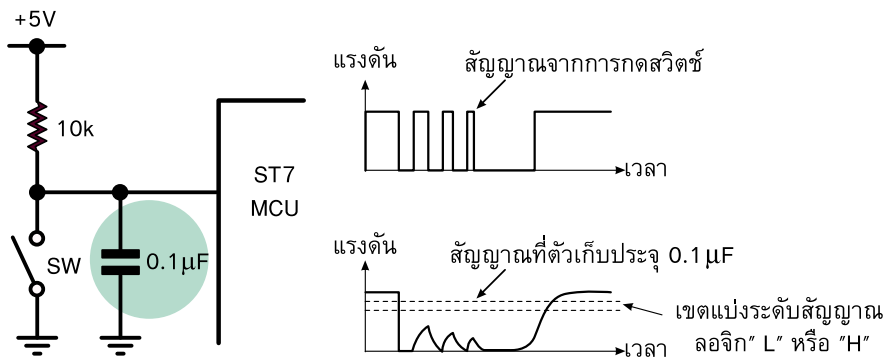 +5V
10k
SW
0.1µF
ST7
MCU
แรงดัน
สัญญาณจากการกดสวิตช์
เวลา
แรงดัน
สัญญาณที่ตัวเก็บประจุ 0.1µF
เขตแบ่งระดับสัญญาณ
ลอจิก" L" หรือ "H"
เวลา